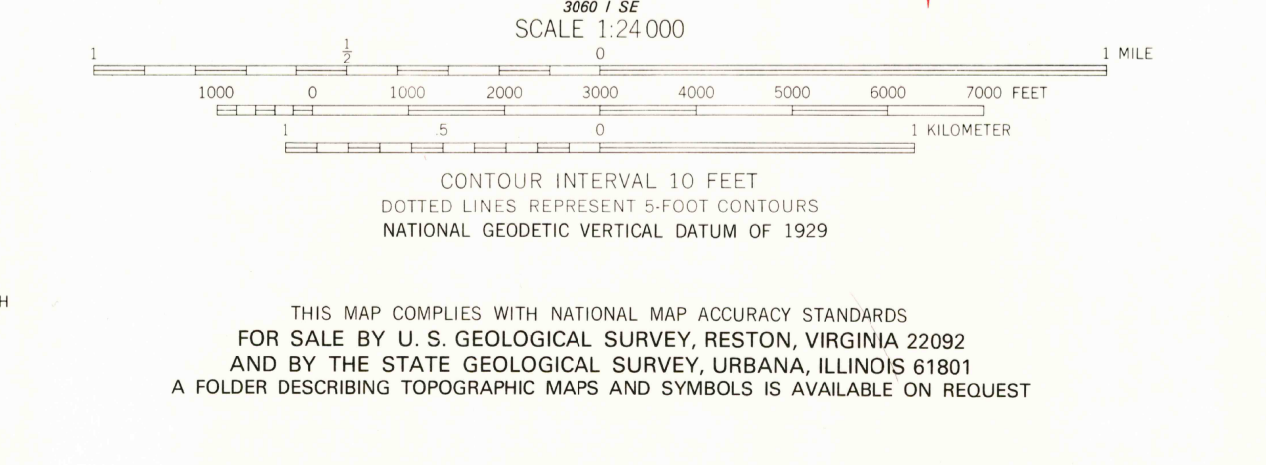 3060 I SE
SCALE 1:24 000
1 1/2 0 1 MILE
1000 0 1000 2000 3000 4000 5000 6000 7000 FEET
1 .5 0 1 KILOMETER
CONTOUR INTERVAL 10 FEET
DOTTED LINES REPRESENT 5-FOOT CONTOURS
NATIONAL GEODETIC VERTICAL DATUM OF 1929
H
THIS MAP COMPLIES WITH NATIONAL MAP ACCURACY STANDARDS
FOR SALE BY U. S. GEOLOGICAL SURVEY, RESTON, VIRGINIA 22092
AND BY THE STATE GEOLOGICAL SURVEY, URBANA, ILLINOIS 61801
A FOLDER DESCRIBING TOPOGRAPHIC MAPS AND SYMBOLS IS AVAILABLE ON REQUEST